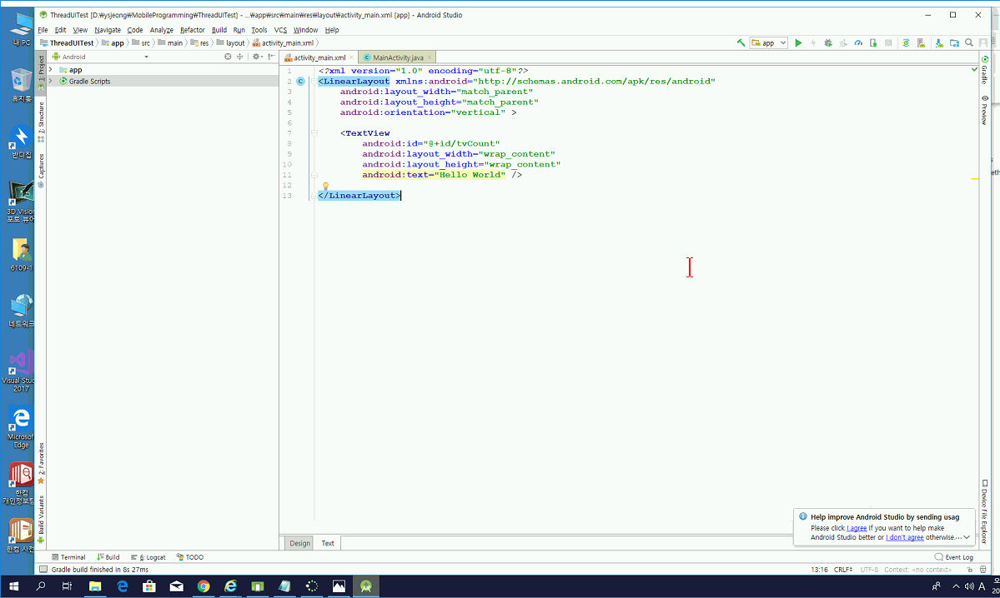 ThreadUITest [D:₩ysjeong₩MobileProgramming₩ThreadUITest] - ...₩app₩src₩main₩res₩layout₩activity_main.xml [app] - Android Studio
File Edit View Navigate Code Analyze Refactor Build Run Tools VCS Window Help
ThreadUITest app src main res layout activity_main.xml
app
Android
activity_main.xml
MainActivity.java
app
Gradle Scripts
1: Project
7: Structure
Captures
2: Favorites
Build Variants
1 <?xml version="1.0" encoding="utf-8"?>
2 <LinearLayout xmlns:android="http://schemas.android.com/apk/res/android"
3 android:layout_width="match_parent"
4 android:layout_height="match_parent"
5 android:orientation="vertical" >
6
7 <TextView
8 android:id="@+id/tvCount"
9 android:layout_width="wrap_content"
10 android:layout_height="wrap_content"
11 android:text="Hello World" />
12
13 </LinearLayout>
Gradle
Preview
Device File Explorer
내 PC
휴지통
반디집
3D Vision
포토 뷰어
6109-1
네트워크
Visual Stud
2017
Microsof
Edge
한컴
한컴 사전
Design Text
Help improve Android Studio by sending usag
Please click I agree if you want to help make
Android Studio better or I don't agree otherwise....
Terminal Build 6: Logcat TODO
Event Log
Gradle build finished in 8s 27ms
13:16 CRLF UTF-8 Context: <no context>
A